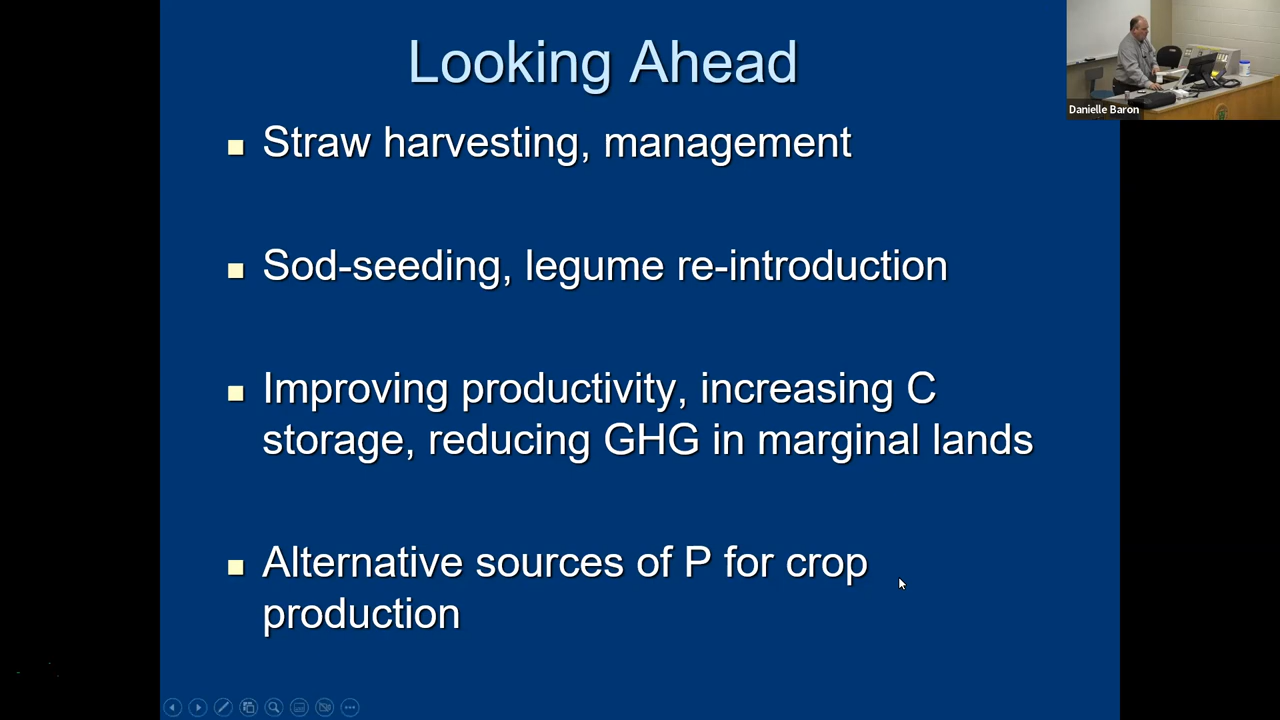 Looking Ahead
Straw harvesting, management
Sod-seeding, legume re-introduction
Improving productivity, increasing C
storage, reducing GHG in marginal lands
Alternative sources of P for crop
production
Danielle Baron